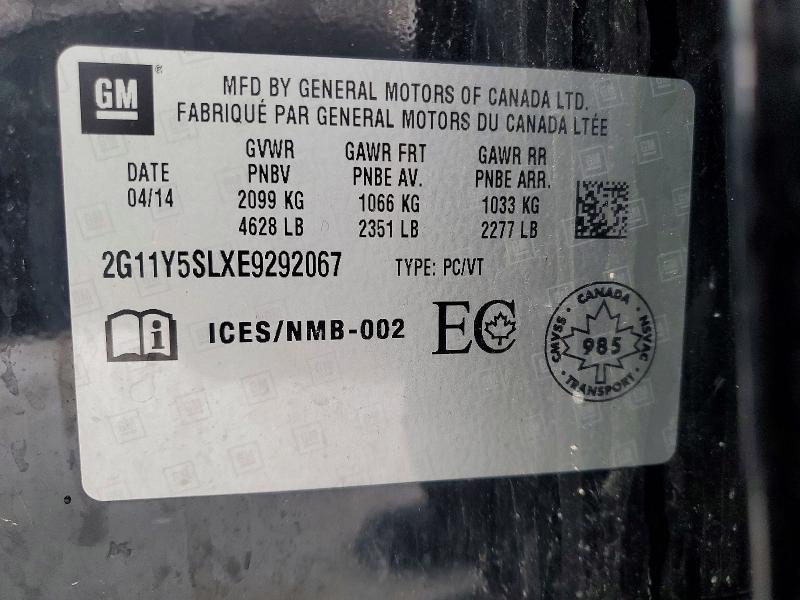 GM
MFD BY GENERAL MOTORS OF CANADA LTD.
FABRIQUÉ PAR GENERAL MOTORS DU CANADA LTÉE
DATE
04/14
GVWR
PNBV
2099 KG
4628 LB
GAWR FRT
PNBE AV.
1066 KG
2351 LB
GAWR RR
PNBE ARR.
1033 KG
2277 LB
2G11Y5SLXE9292067 TYPE: PC/VT
ICES/NMB-002
EC
CANADA
CMVSS
985
NSVAC
TRANSPORT